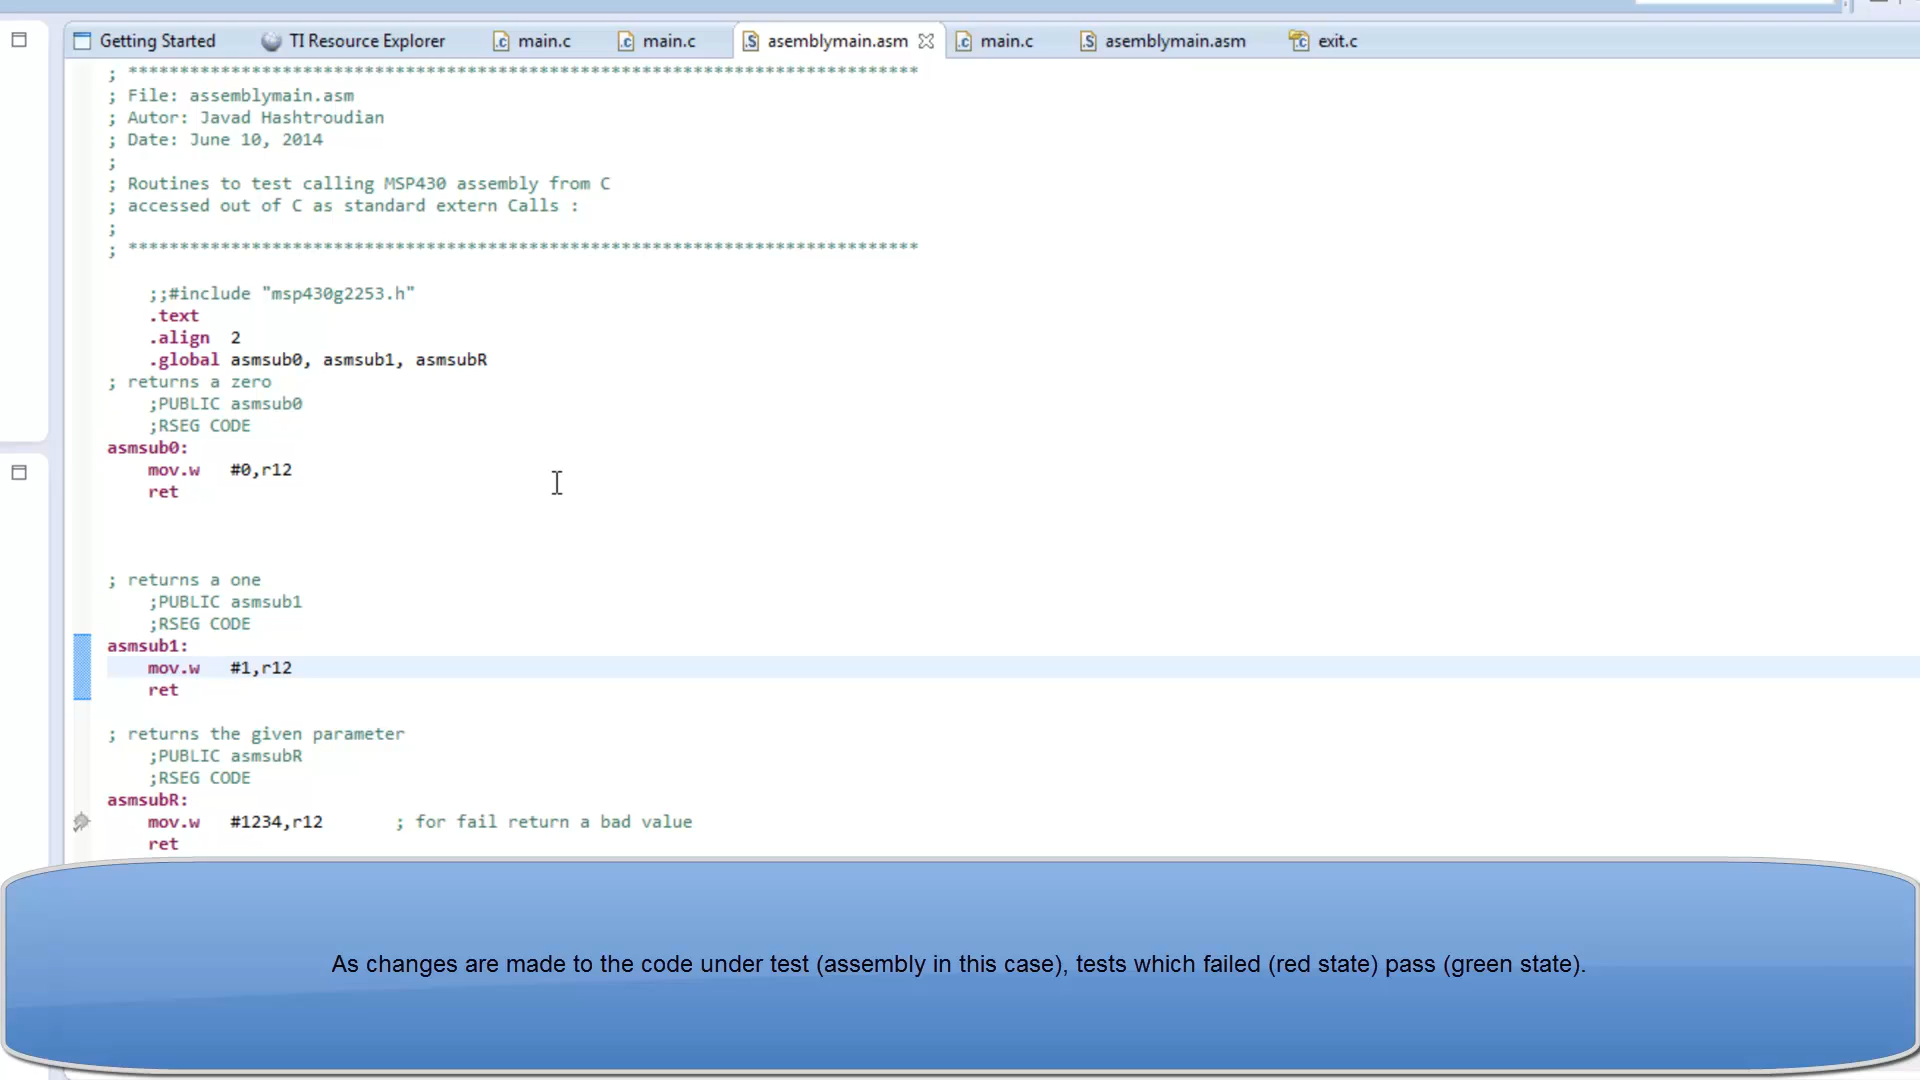 Getting Started TI Resource Explorer main.c main.c asemblymain.asm main.c asemblymain.asm exit.c
; *****************************************************************************
; File: assemblymain.asm
; Autor: Javad Hashtroudian
; Date: June 10, 2014
;
; Routines to test calling MSP430 assembly from C
; accessed out of C as standard extern Calls :
;
; *****************************************************************************
;;#include "msp430g2253.h"
.text
.align 2
.global asmsub0, asmsub1, asmsubR
; returns a zero
;PUBLIC asmsub0
;RSEG CODE
asmsub0:
mov.w #0,r12
ret
; returns a one
;PUBLIC asmsub1
;RSEG CODE
asmsub1:
mov.w #1,r12
ret
; returns the given parameter
;PUBLIC asmsubR
;RSEG CODE
asmsubR:
mov.w #1234,r12 ; for fail return a bad value
ret
As changes are made to the code under test (assembly in this case), tests which failed (red state) pass (green state).